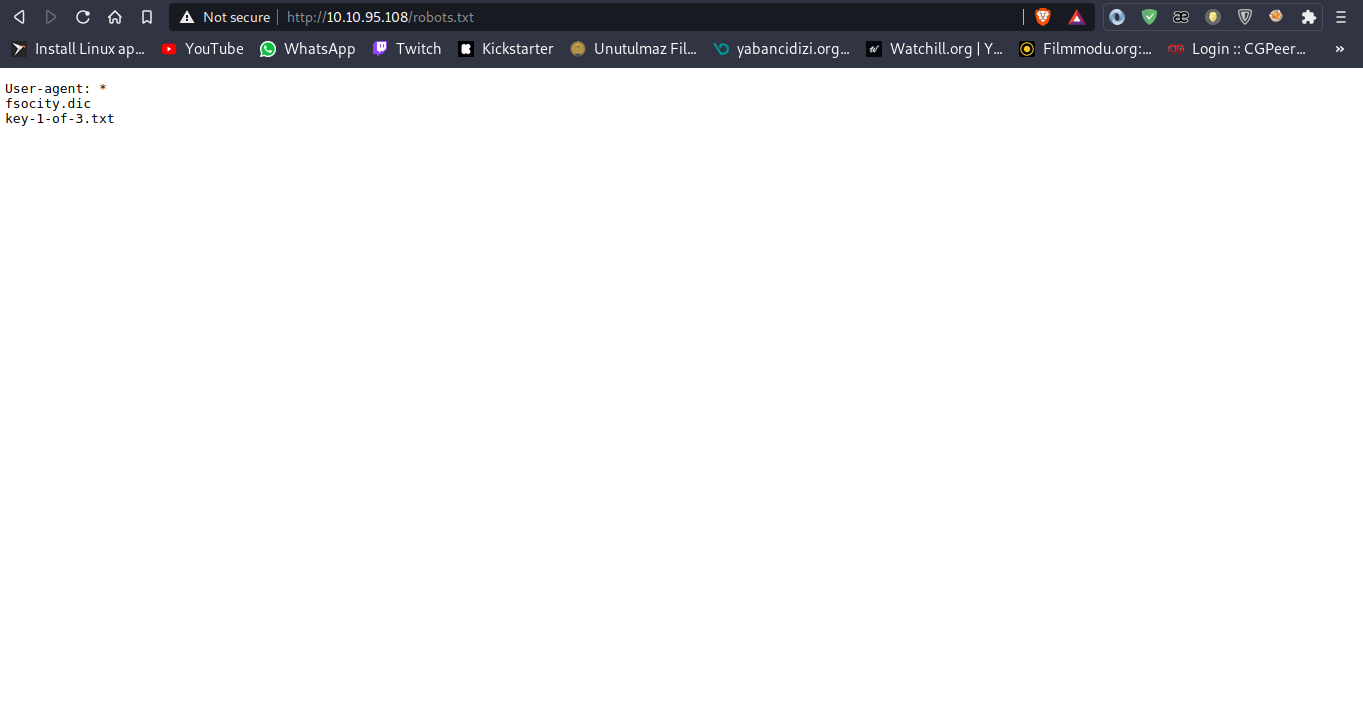 Not secure http://10.10.95.108/robots.txt
Install Linux ap... YouTube WhatsApp Twitch Kickstarter Unutulmaz Fil... yabancidizi.org... Watchill.org | Y... Filmmodu.org:... Login :: CGPeer... »
User-agent: *
fsocity.dic
key-1-of-3.txt